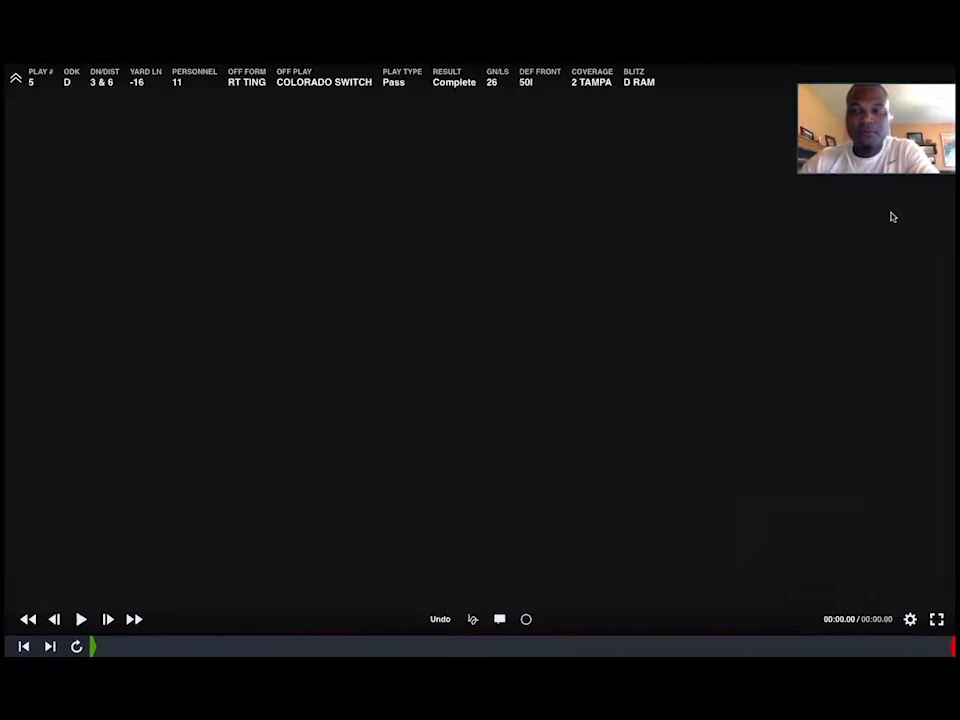 PLAY # ODK DN/DIST YARD LN PERSONNEL OFF FORM OFF PLAY PLAY TYPE RESULT GN/LS DEF FRONT COVERAGE BLITZ
5 D 3 & 6 -16 11 RT TING COLORADO SWITCH Pass Complete 26 50I 2 TAMPA D RAM
Undo 00:00.00 / 00:00.00